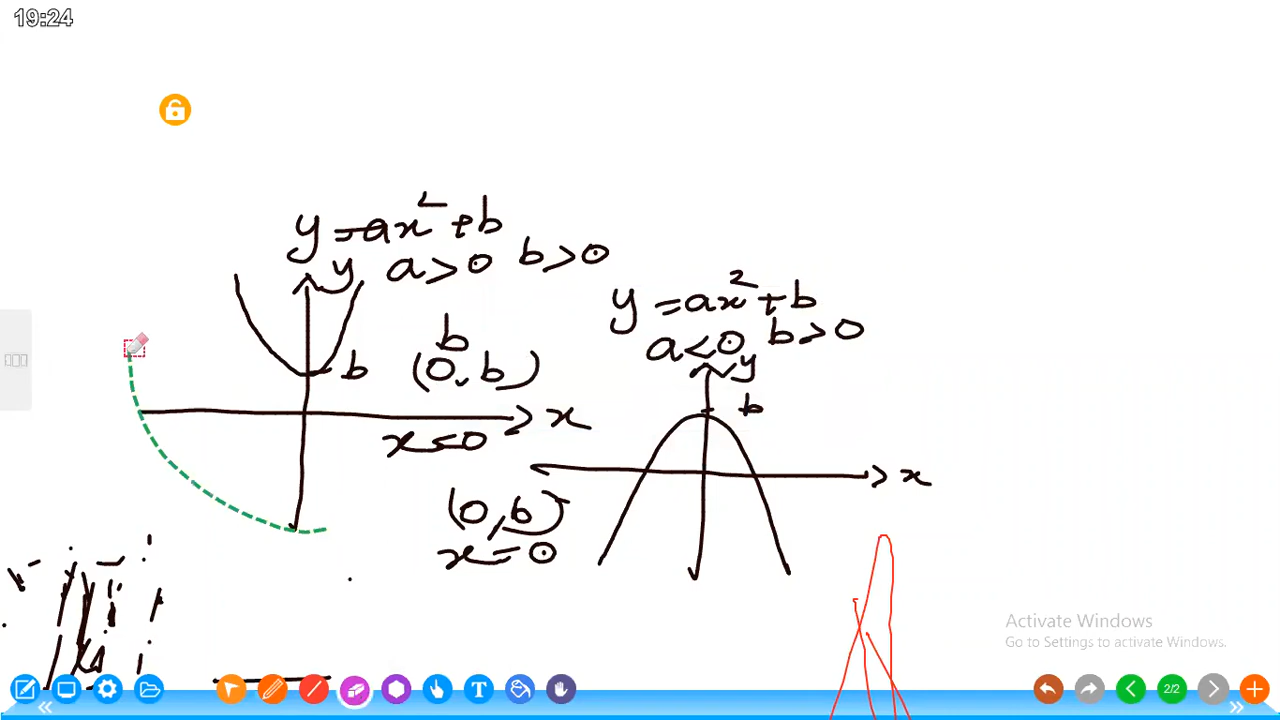 19:24
y=ax²+b
y a>0 b>0
b
b (0,b)
x
x=0
y=ax²+b
a<0 b>0
y
b
x
(0,b)
x=0
Activate Windows
Go to Settings to activate Windows.
T
2/2